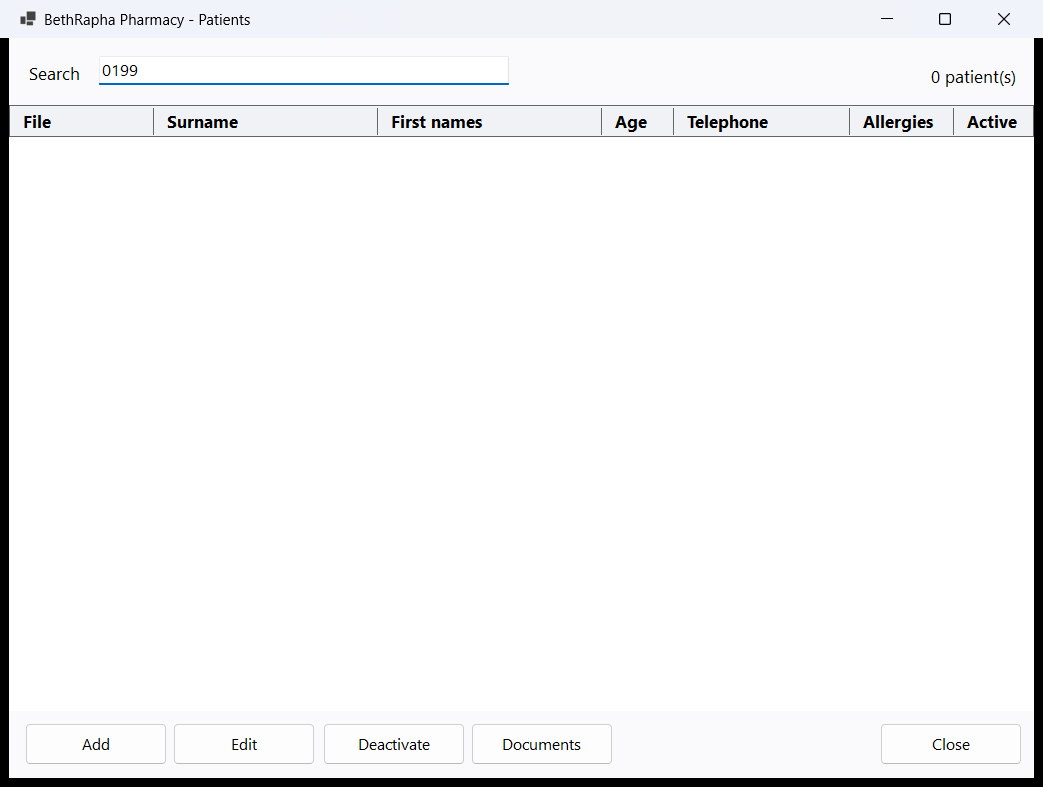 BethRapha Pharmacy - Patients
Search 0199 0 patient(s)
File Surname First names Age Telephone Allergies Active
Add Edit Deactivate Documents Close